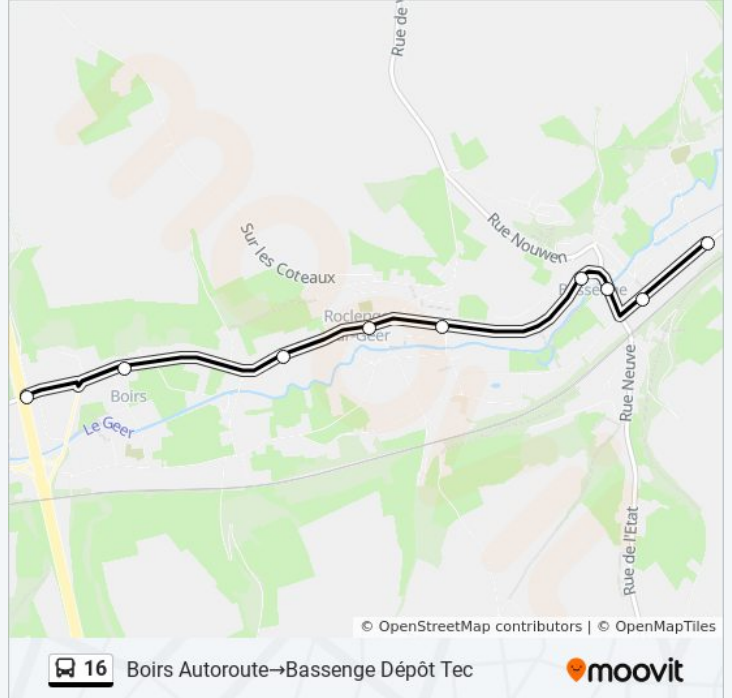 Rue de
Rue Nouwen
Sur les Coteaux
Bassenge
Roclenge-
sur-Geer
Boirs
Le Geer
Rue Neuve
Rue de l'Etat
© OpenStreetMap contributors | © OpenMapTiles
16 Boirs Autoroute→Bassenge Dépôt Tec
moovit